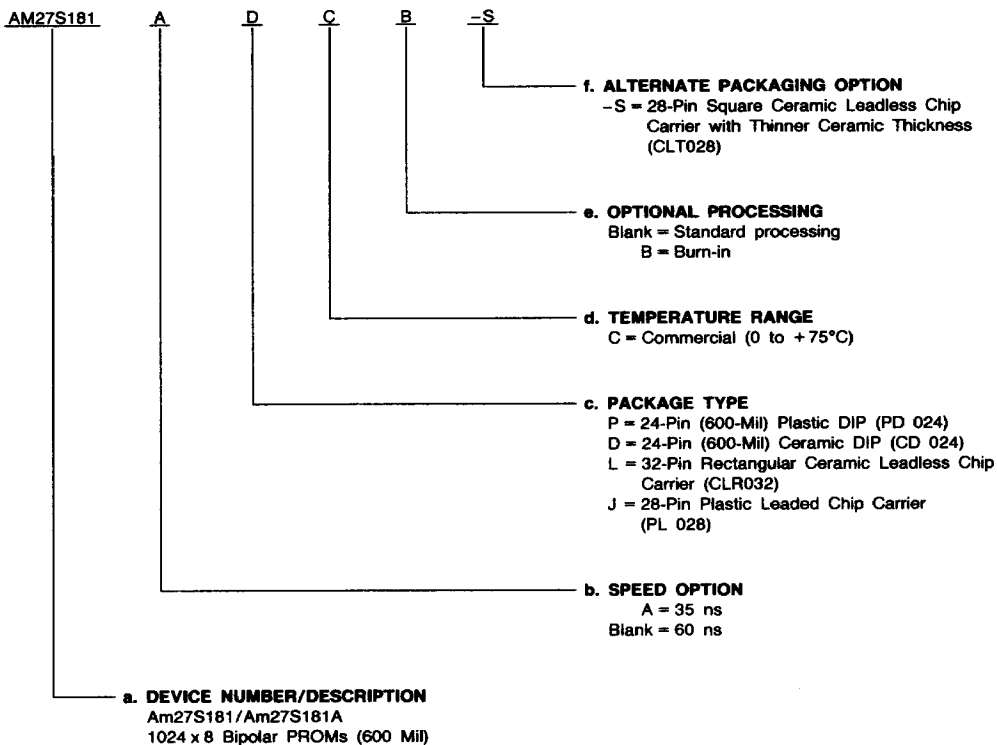 AM27S181 A D C B -S
f. ALTERNATE PACKAGING OPTION
-S = 28-Pin Square Ceramic Leadless Chip
Carrier with Thinner Ceramic Thickness
(CLT028)
e. OPTIONAL PROCESSING
Blank = Standard processing
B = Burn-in
d. TEMPERATURE RANGE
C = Commercial (0 to +75°C)
c. PACKAGE TYPE
P = 24-Pin (600-Mil) Plastic DIP (PD 024)
D = 24-Pin (600-Mil) Ceramic DIP (CD 024)
L = 32-Pin Rectangular Ceramic Leadless Chip
Carrier (CLR032)
J = 28-Pin Plastic Leaded Chip Carrier
(PL 028)
b. SPEED OPTION
A = 35 ns
Blank = 60 ns
a. DEVICE NUMBER/DESCRIPTION
Am27S181/Am27S181A
1024 x 8 Bipolar PROMs (600 Mil)